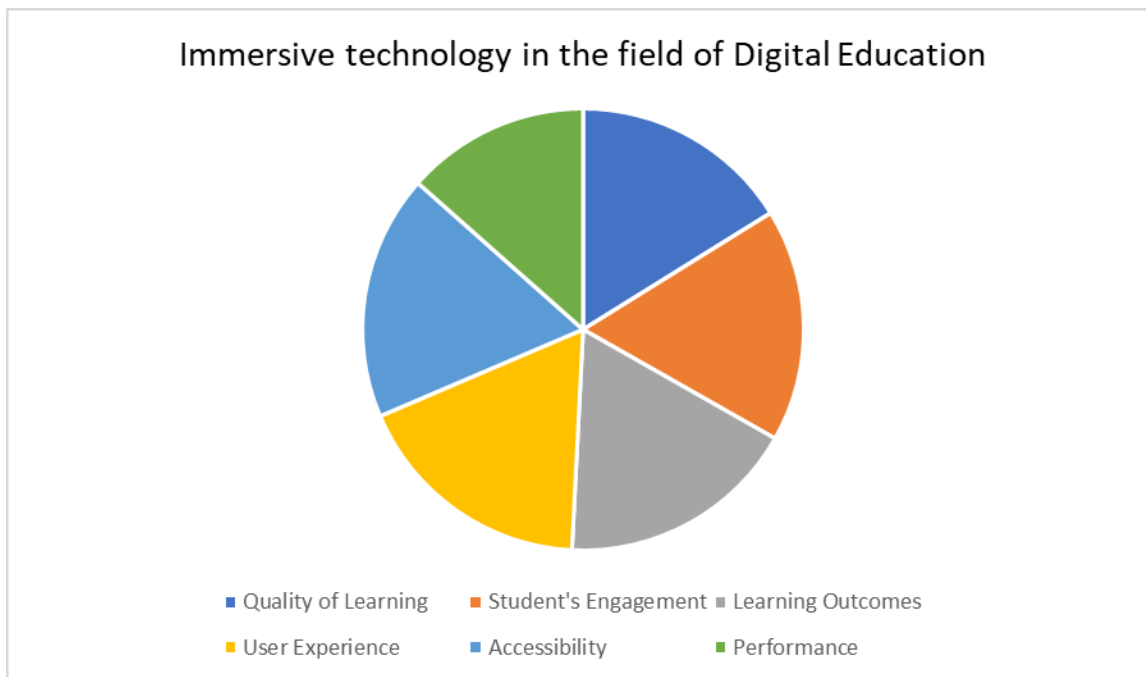 Immersive technology in the field of Digital Education
Quality of Learning Student's Engagement Learning Outcomes
User Experience Accessibility Performance